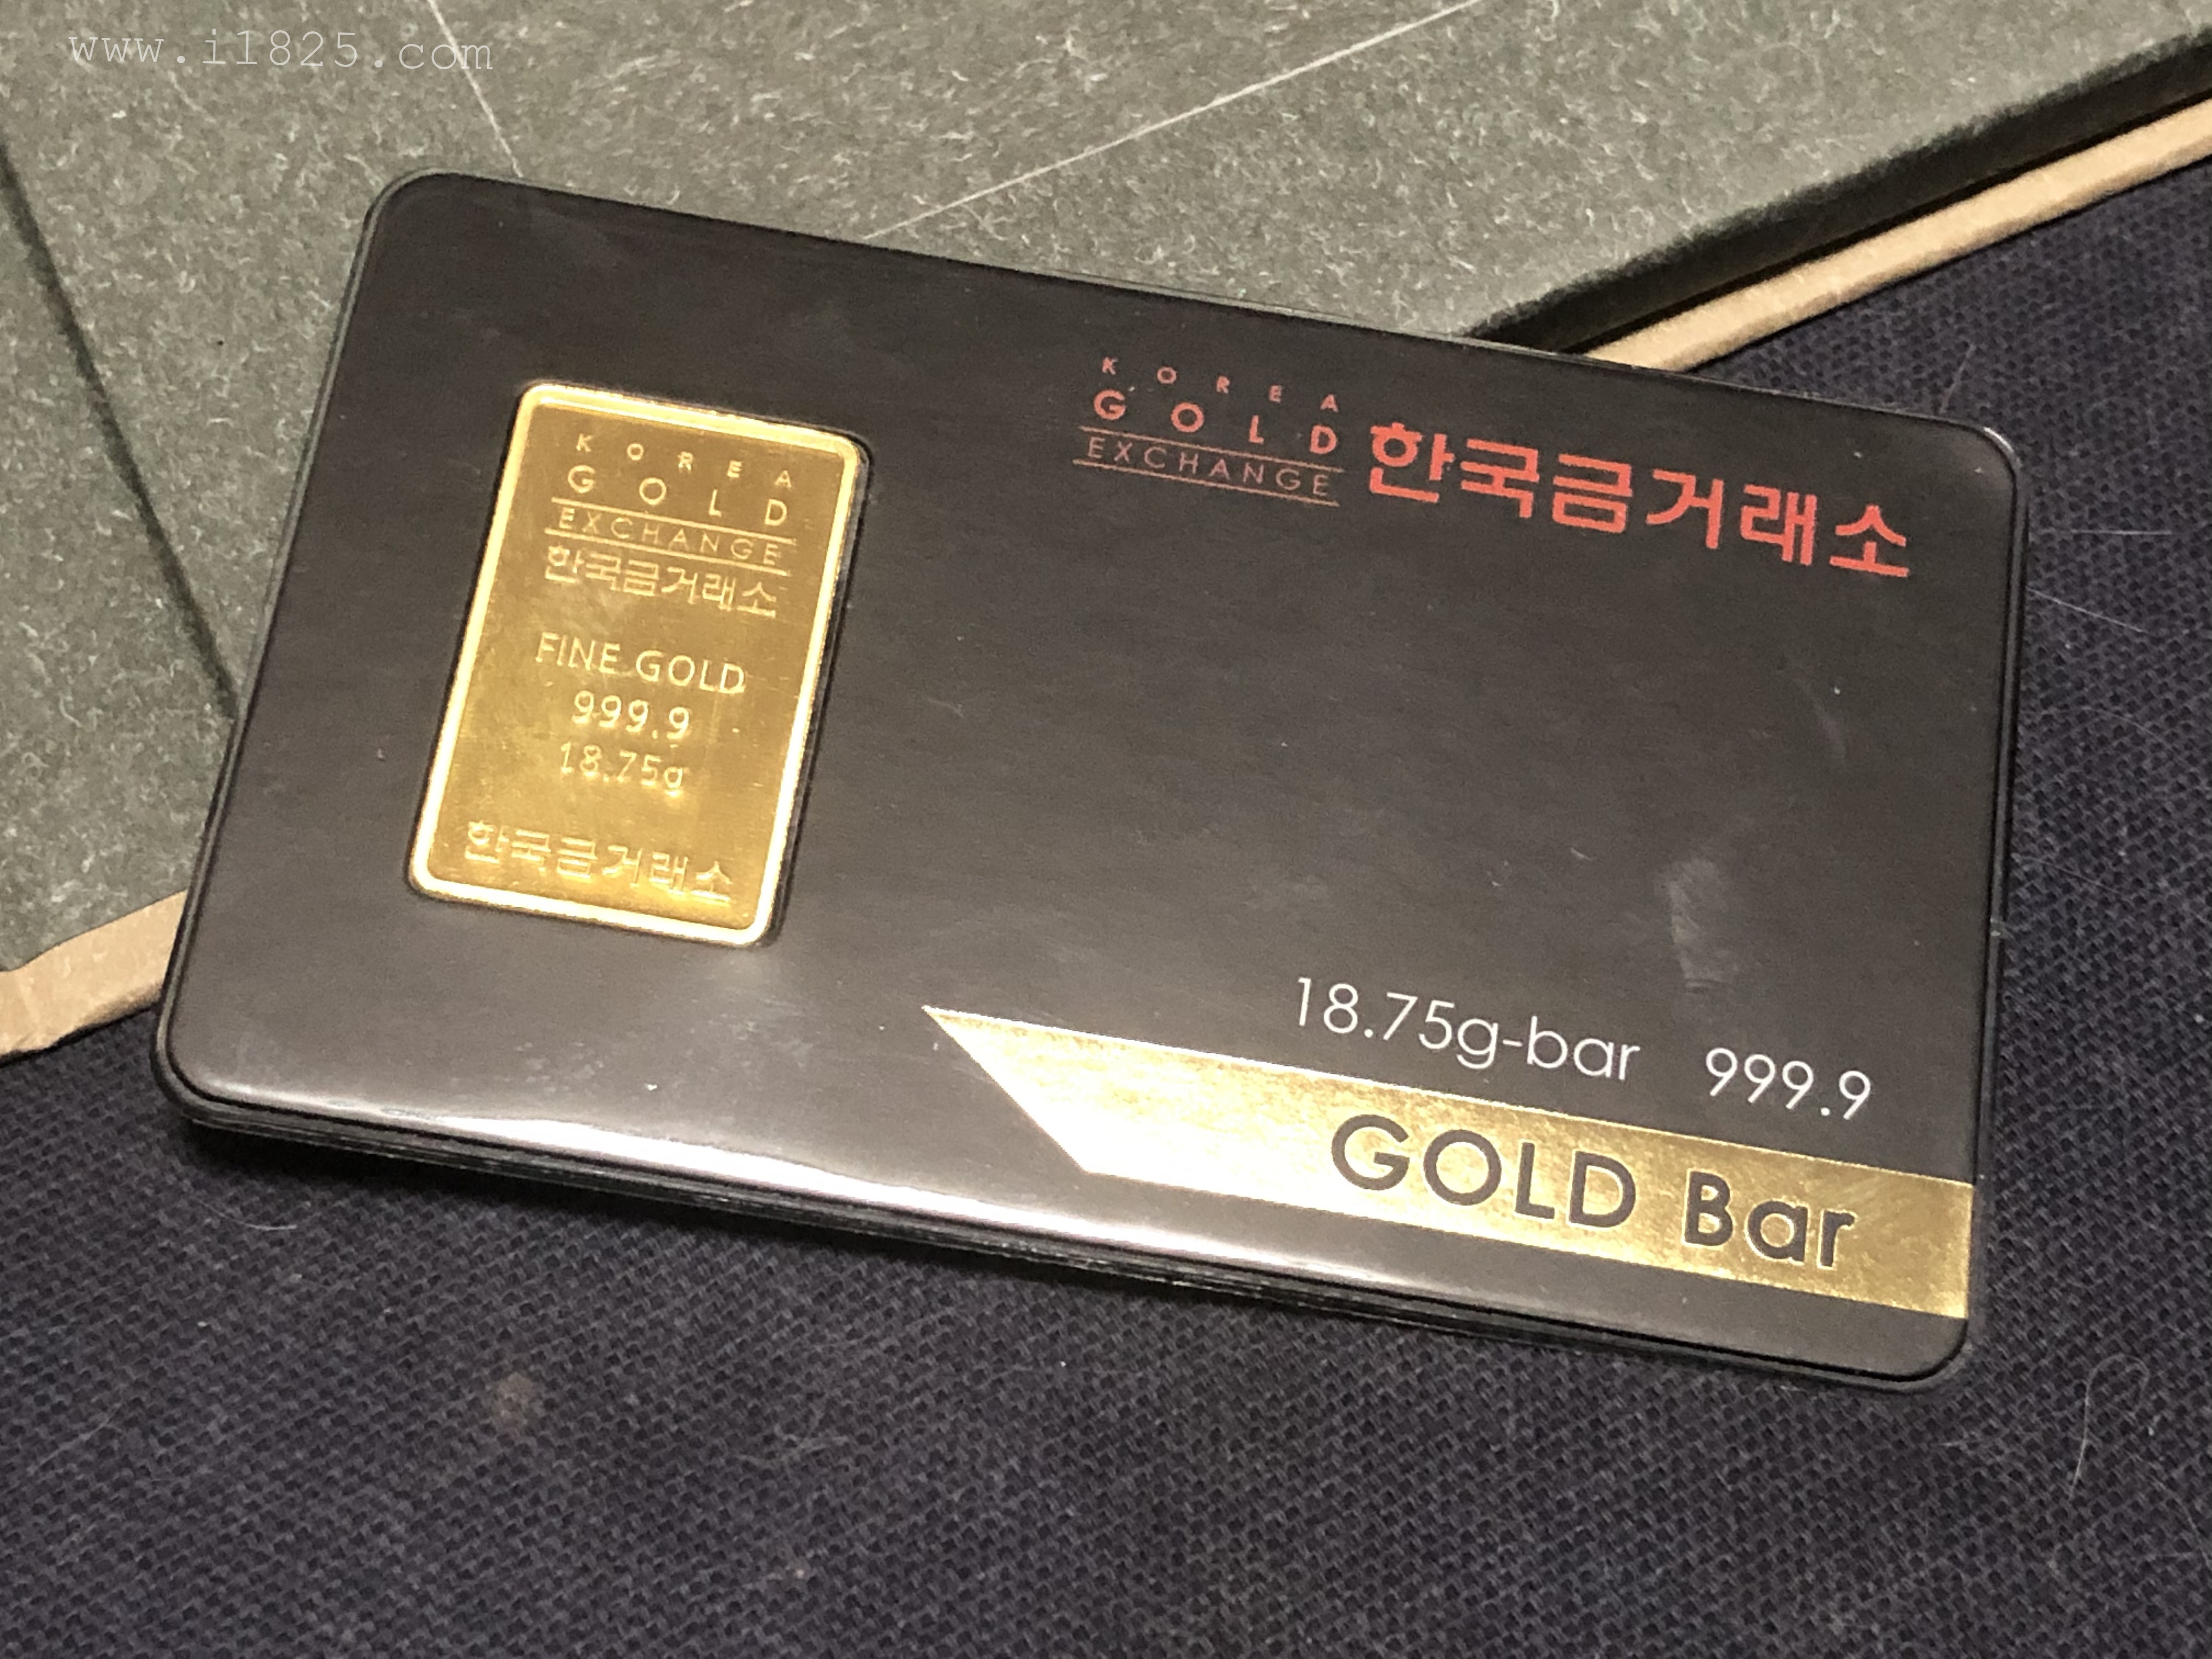 www.i1825.com
KOREA
GOLD
EXCHANGE
한국금거래소
FINE GOLD
999.9
18.75g
한국금거래소
KOREA
GOLD
EXCHANGE
한국금거래소
18.75g-bar 999.9
GOLD Bar